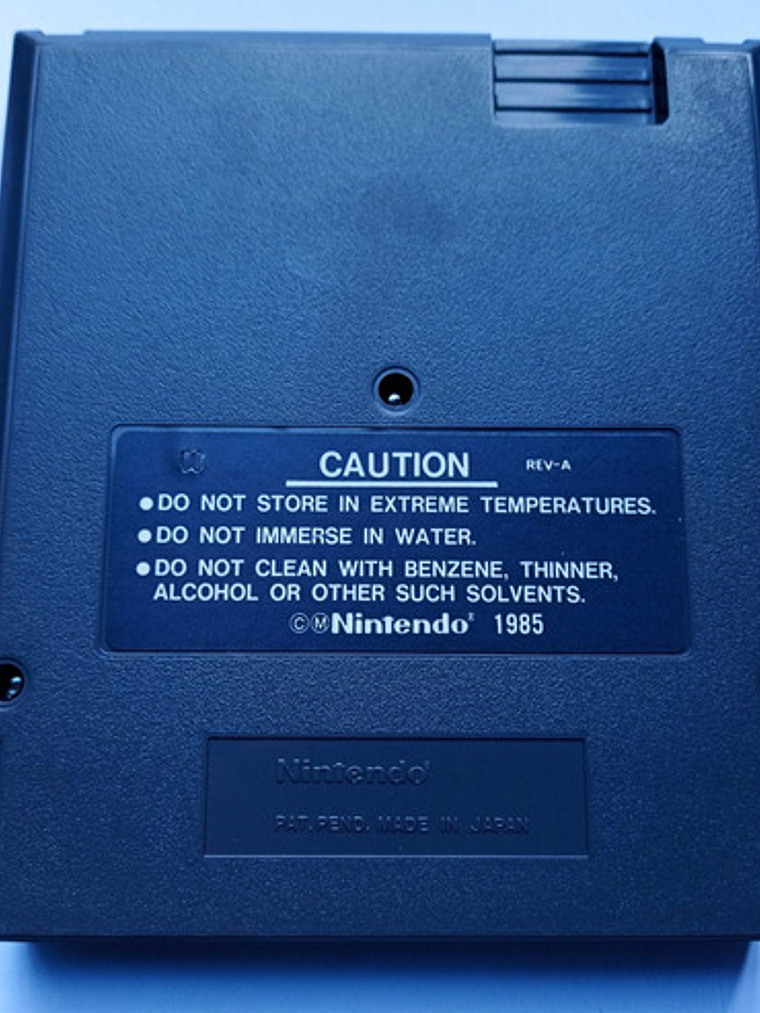 CAUTION REV-A
●DO NOT STORE IN EXTREME TEMPERATURES.
●DO NOT IMMERSE IN WATER.
●DO NOT CLEAN WITH BENZENE, THINNER,
ALCOHOL OR OTHER SUCH SOLVENTS.
©ⓂNintendo® 1985
Nintendo®
PAT. PEND. MADE IN JAPAN